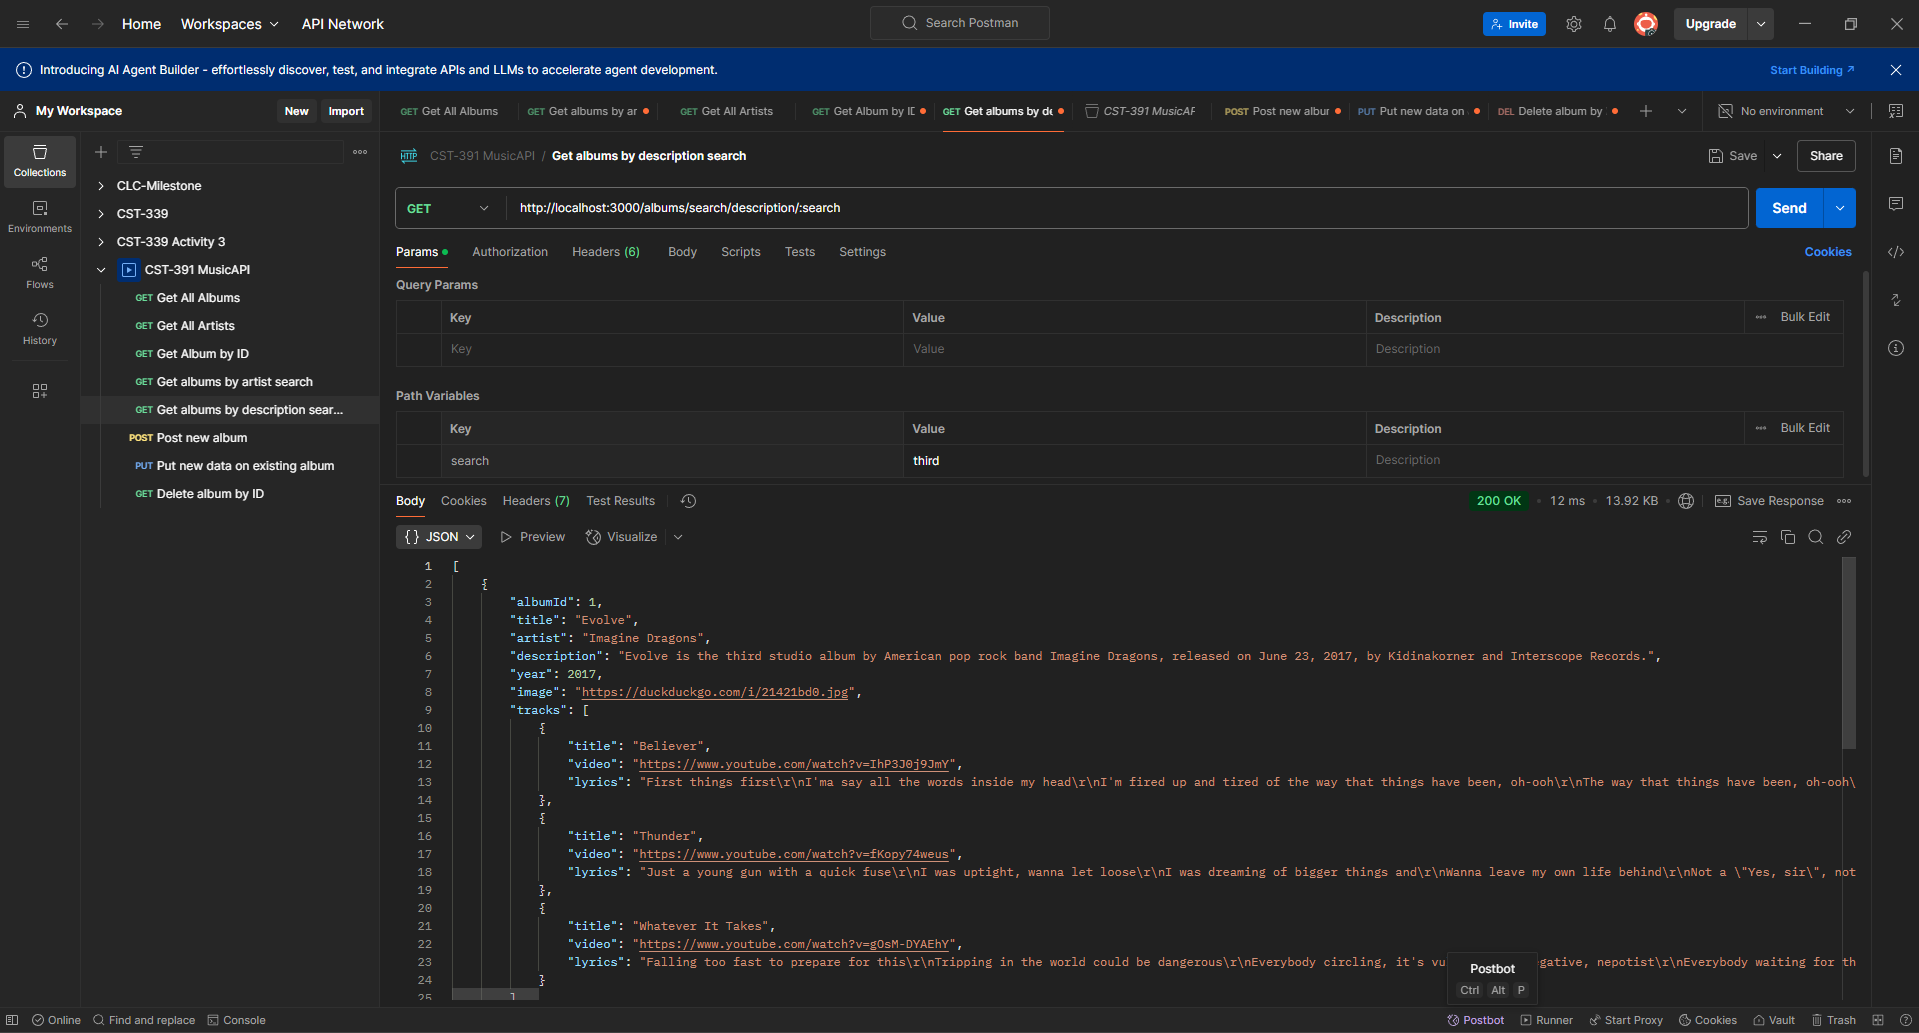 Home Workspaces API Network Search Postman Invite Upgrade
Introducing AI Agent Builder - effortlessly discover, test, and integrate APIs and LLMs to accelerate agent development. Start Building
My Workspace New Import
GET Get All Albums GET Get albums by ar GET Get All Artists GET Get Album by ID GET Get albums by de CST-391 MusicAP POST Post new albur PUT Put new data on DEL Delete album by No environment
Collections
Environments
Flows
History
CLC-Milestone
CST-339
CST-339 Activity 3
CST-391 MusicAPI
GET Get All Albums
GET Get All Artists
GET Get Album by ID
GET Get albums by artist search
GET Get albums by description sear...
POST Post new album
PUT Put new data on existing album
GET Delete album by ID
HTTP CST-391 MusicAPI / Get albums by description search Save Share
GET http://localhost:3000/albums/search/description/:search Send
Params Authorization Headers (6) Body Scripts Tests Settings Cookies
Query Params
Key Value Description Bulk Edit
Key Value Description
Path Variables
Key Value Description Bulk Edit
search third Description
Body Cookies Headers (7) Test Results 200 OK 12 ms 13.92 KB e.g. Save Response
{} JSON Preview Visualize
1 [
2 {
3 "albumId": 1,
4 "title": "Evolve",
5 "artist": "Imagine Dragons",
6 "description": "Evolve is the third studio album by American pop rock band Imagine Dragons, released on June 23, 2017, by Kidinakorner and Interscope Records.",
7 "year": 2017,
8 "image": "https://duckduckgo.com/i/21421bd0.jpg",
9 "tracks": [
10 {
11 "title": "Believer",
12 "video": "https://www.youtube.com/watch?v=IhP3J0j9JmY",
13 "lyrics": "First things first\r\nI'ma say all the words inside my head\r\nI'm fired up and tired of the way that things have been, oh-ooh\r\nThe way that things have been, oh-ooh\
14 },
15 {
16 "title": "Thunder",
17 "video": "https://www.youtube.com/watch?v=fKopy74weus",
18 "lyrics": "Just a young gun with a quick fuse\r\nI was uptight, wanna let loose\r\nI was dreaming of bigger things and\r\nWanna leave my own life behind\r\nNot a \"Yes, sir\", not
19 },
20 {
21 "title": "Whatever It Takes",
22 "video": "https://www.youtube.com/watch?v=gOsM-DYAEhY",
23 "lyrics": "Falling too fast to prepare for this\r\nTripping in the world could be dangerous\r\nEverybody circling, it's vu gative, nepotist\r\nEverybody waiting for th
24 }
25 ]
Postbot
Ctrl Alt P
Online Find and replace Console Postbot Runner Start Proxy Cookies Vault Trash